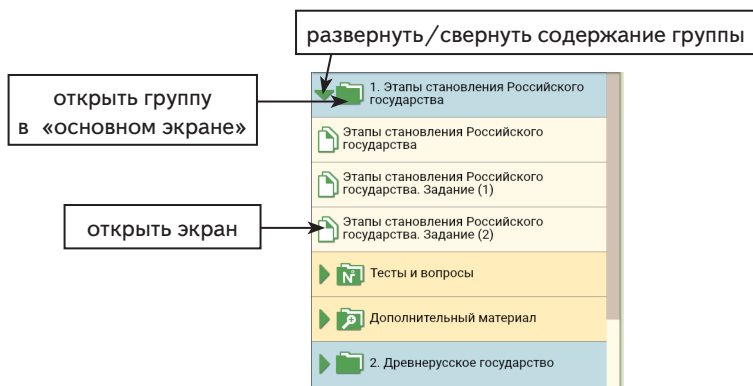 развернуть/свернуть содержание группы
открыть группу
в «основном экране»
1. Этапы становления Российского
государства
Этапы становления Российского
государства
Этапы становления Российского
государства. Задание (1)
открыть экран
Этапы становления Российского
государства. Задание (2)
N
Тесты и вопросы
Дополнительный материал
2. Древнерусское государство